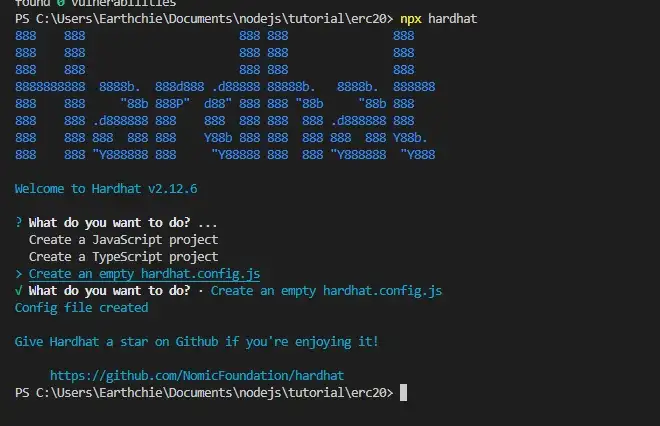 found 0 vulnerabilities
PS C:\Users\Earthchie\Documents\nodejs\tutorial\erc20> npx hardhat
888    888                      888 888               888
888    888                      888 888               888
888    888                      888 888               888
8888888888  8888b.  888d888 .d88888 88888b.   8888b.  888888
888    888     "88b 888P"  d88" 888 888 "88b     "88b 888
888    888 .d888888 888    888  888 888  888 .d888888 888
888    888 888  888 888    Y88b 888 888  888 888  888 Y88b.
888    888 "Y888888 888     "Y88888 888  888 "Y888888  "Y888
Welcome to Hardhat v2.12.6
? What do you want to do? ...
Create a JavaScript project
Create a TypeScript project
> Create an empty hardhat.config.js
√ What do you want to do? · Create an empty hardhat.config.js
Config file created
Give Hardhat a star on Github if you're enjoying it!
https://github.com/NomicFoundation/hardhat
PS C:\Users\Earthchie\Documents\nodejs\tutorial\erc20>